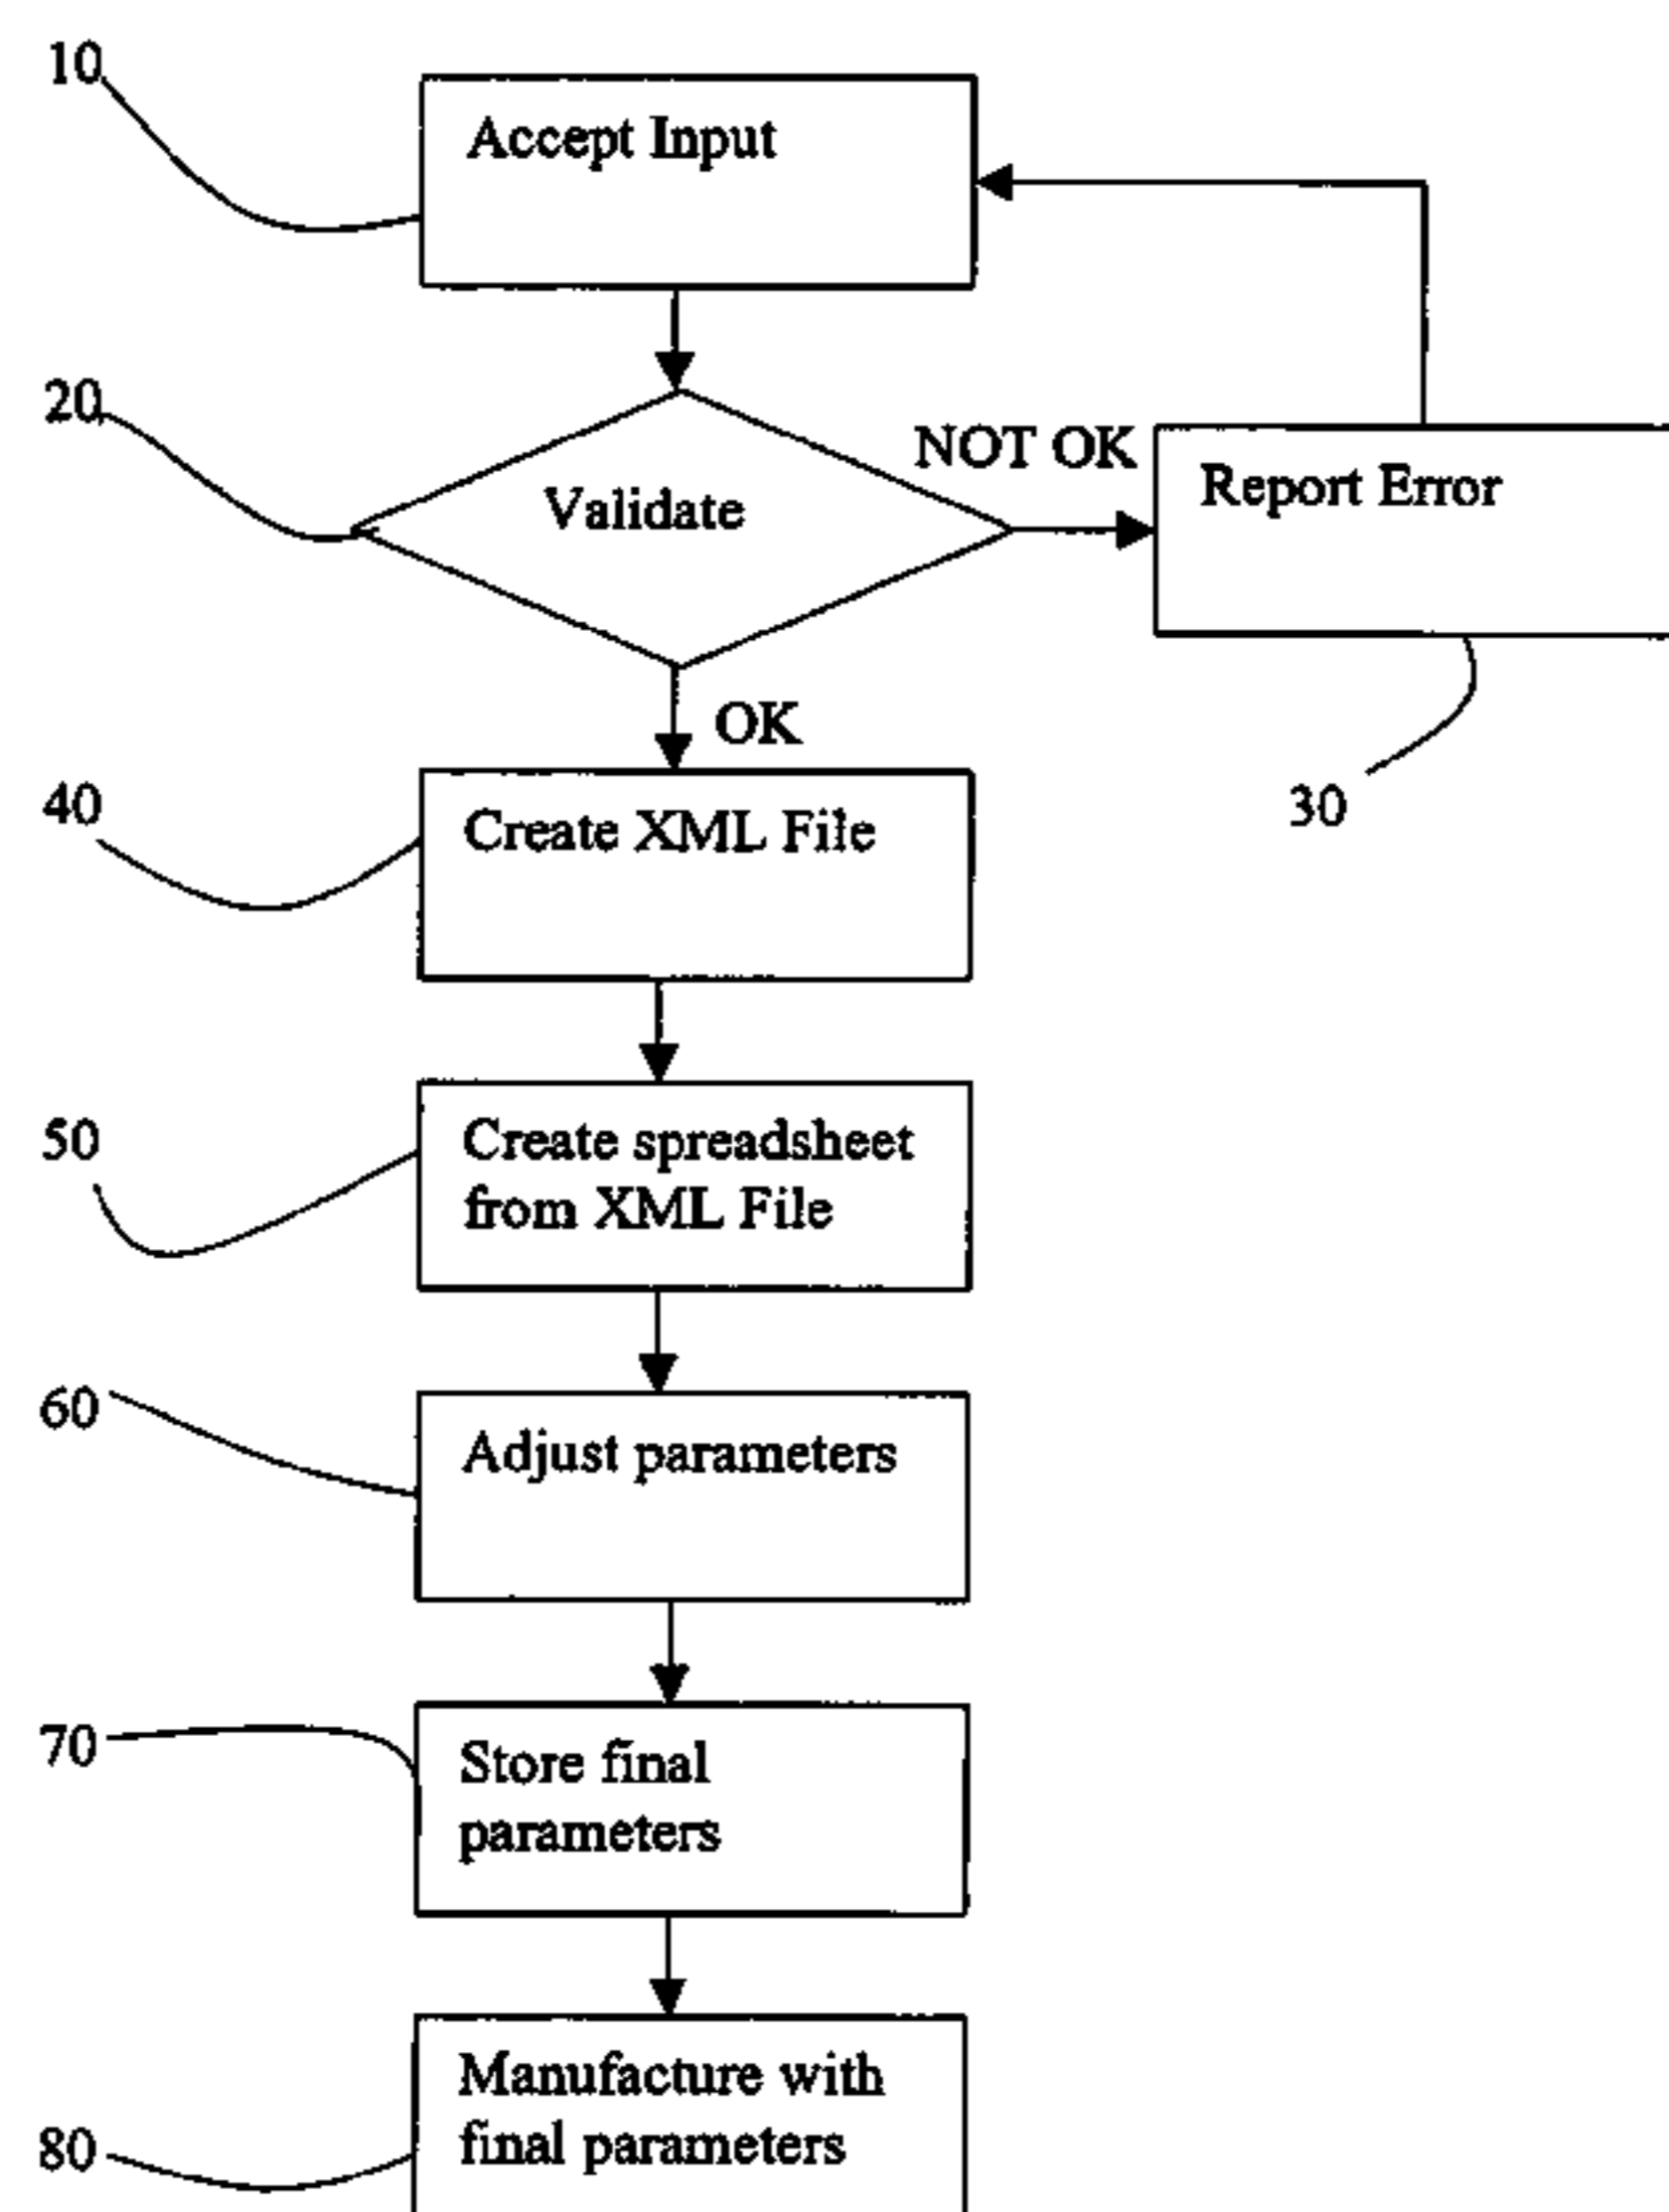 10
Accept Input
20
Validate
NOT OK
Report Error
OK
30
40
Create XML File
50
Create spreadsheet
from XML File
60
Adjust parameters
70
Store final
parameters
80
Manufacture with
final parameters